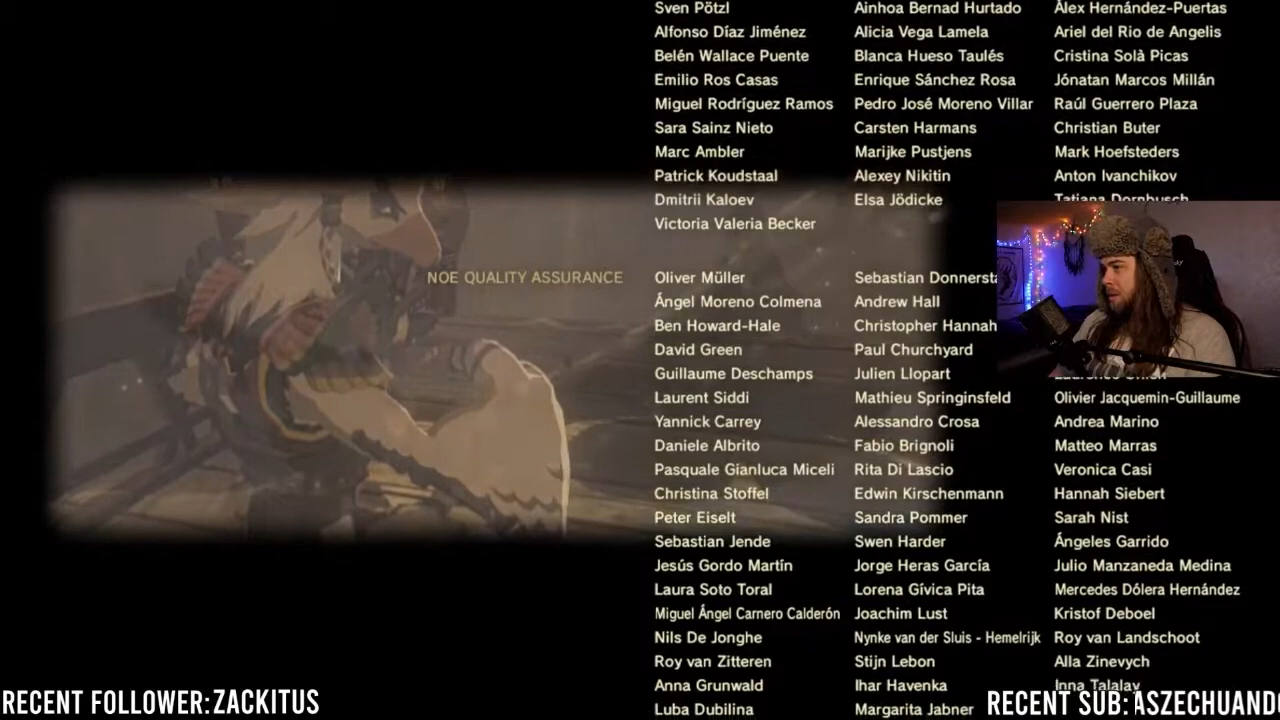 Sven Pötzl Ainhoa Bernad Hurtado Álex Hernández-Puertas
Alfonso Díaz Jiménez Alicia Vega Lamela Ariel del Rio de Angelis
Belén Wallace Puente Blanca Hueso Taulés Cristina Solà Picas
Emilio Ros Casas Enrique Sánchez Rosa Jónatan Marcos Millán
Miguel Rodríguez Ramos Pedro José Moreno Villar Raúl Guerrero Plaza
Sara Sainz Nieto Carsten Harmans Christian Buter
Marc Ambler Marijke Pustjens Mark Hoefsteders
Patrick Koudstaal Alexey Nikitin Anton Ivanchikov
Dmitrii Kaloev Elsa Jödicke Tatiana Dornbusch
Victoria Valeria Becker
NOE QUALITY ASSURANCE Oliver Müller Sebastian
Ángel Moreno Colmena Andrew Hall
Ben Howard-Hale Christopher Hannah
David Green Paul Churchyard
Guillaume Deschamps Julien Llopart
Laurent Siddi Mathieu Springinsfeld Olivier Jacquemin-Guillaume
Yannick Carrey Alessandro Crosa Andrea Marino
Daniele Albrito Fabio Brignoli Matteo Marras
Pasquale Gianluca Miceli Rita Di Lascio Veronica Casi
Christina Stoffel Edwin Kirschenmann Hannah Siebert
Peter Eiselt Sandra Pommer Sarah Nist
Sebastian Jende Swen Harder Ángeles Garrido
Jesús Gordo Martín Jorge Heras García Julio Manzaneda Medina
Laura Soto Toral Lorena Gívica Pita Mercedes Dólera Hernández
Miguel Ángel Carnero Calderón Joachim Lust Kristof Deboel
Nils De Jonghe Nynke van der Sluis - Hemelrijk Roy van Landschoot
Roy van Zitteren Stijn Lebon Alla Zinevych
Anna Grunwald Ihar Havenka Inna Talalay
Luba Dubilina Margarita Jabner
RECENT FOLLOWER: ZACKITUS RECENT SUB: ASZECHUAND